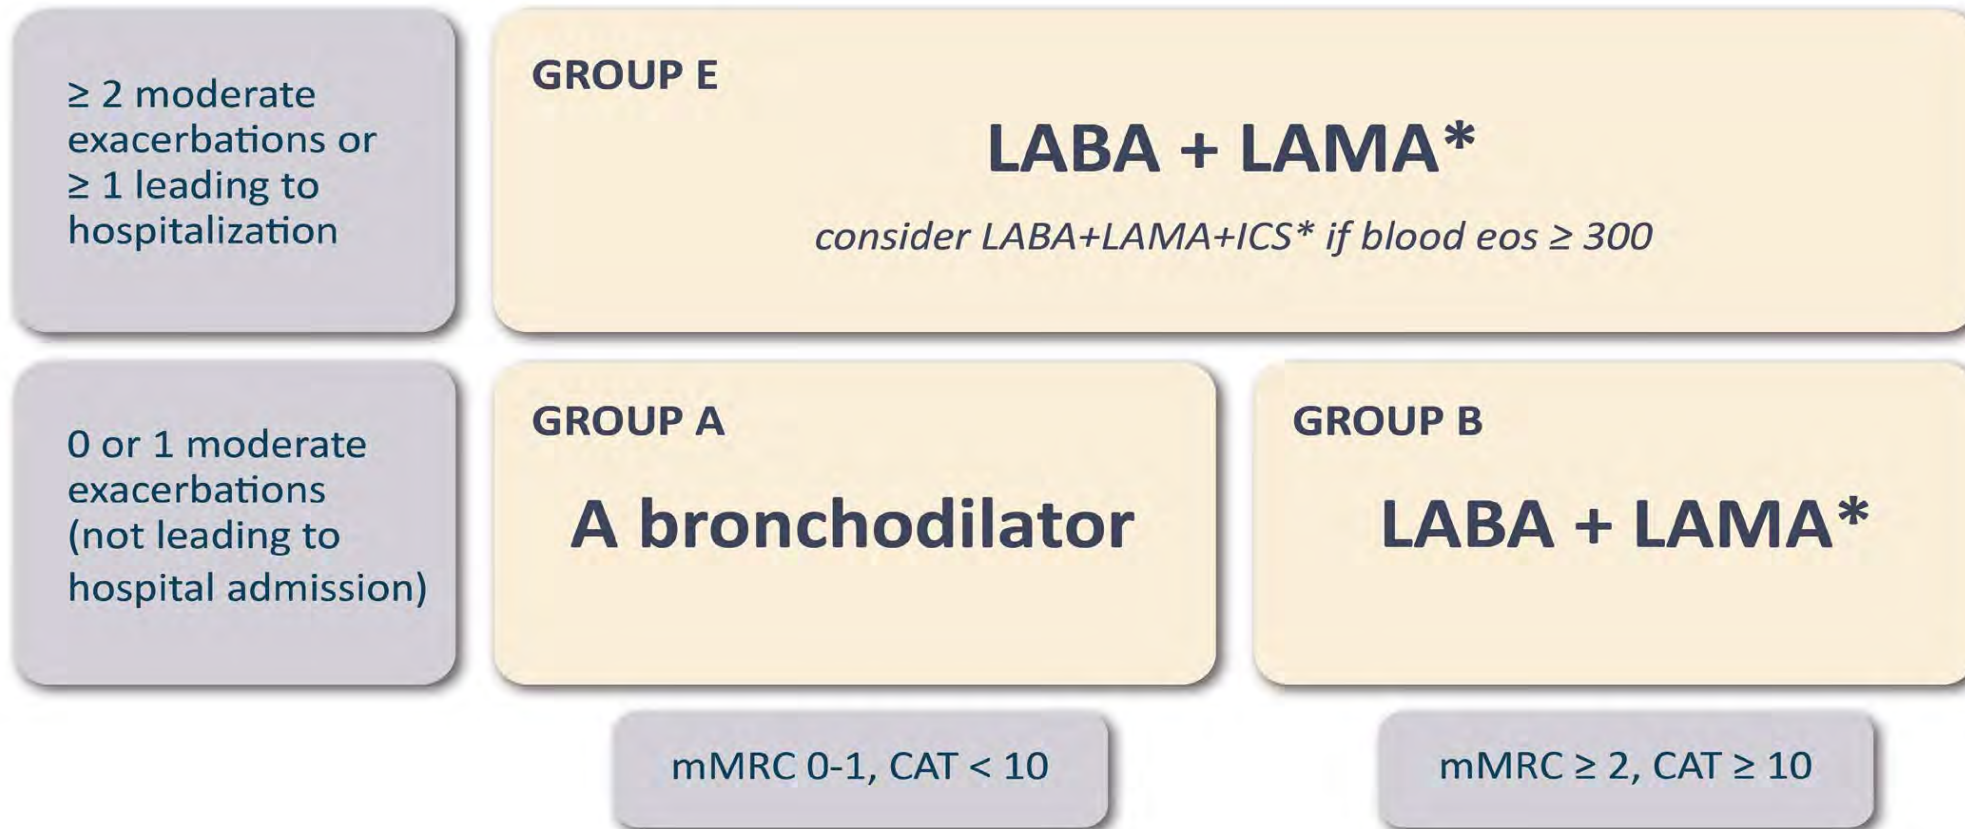 ≥ 2 moderate
exacerbations or
≥ 1 leading to
hospitalization
GROUP E
LABA + LAMA*
consider LABA+LAMA+ICS* if blood eos ≥ 300
0 or 1 moderate
exacerbations
(not leading to
hospital admission)
GROUP A
A bronchodilator
GROUP B
LABA + LAMA*
mMRC 0-1, CAT < 10
mMRC ≥ 2, CAT ≥ 10